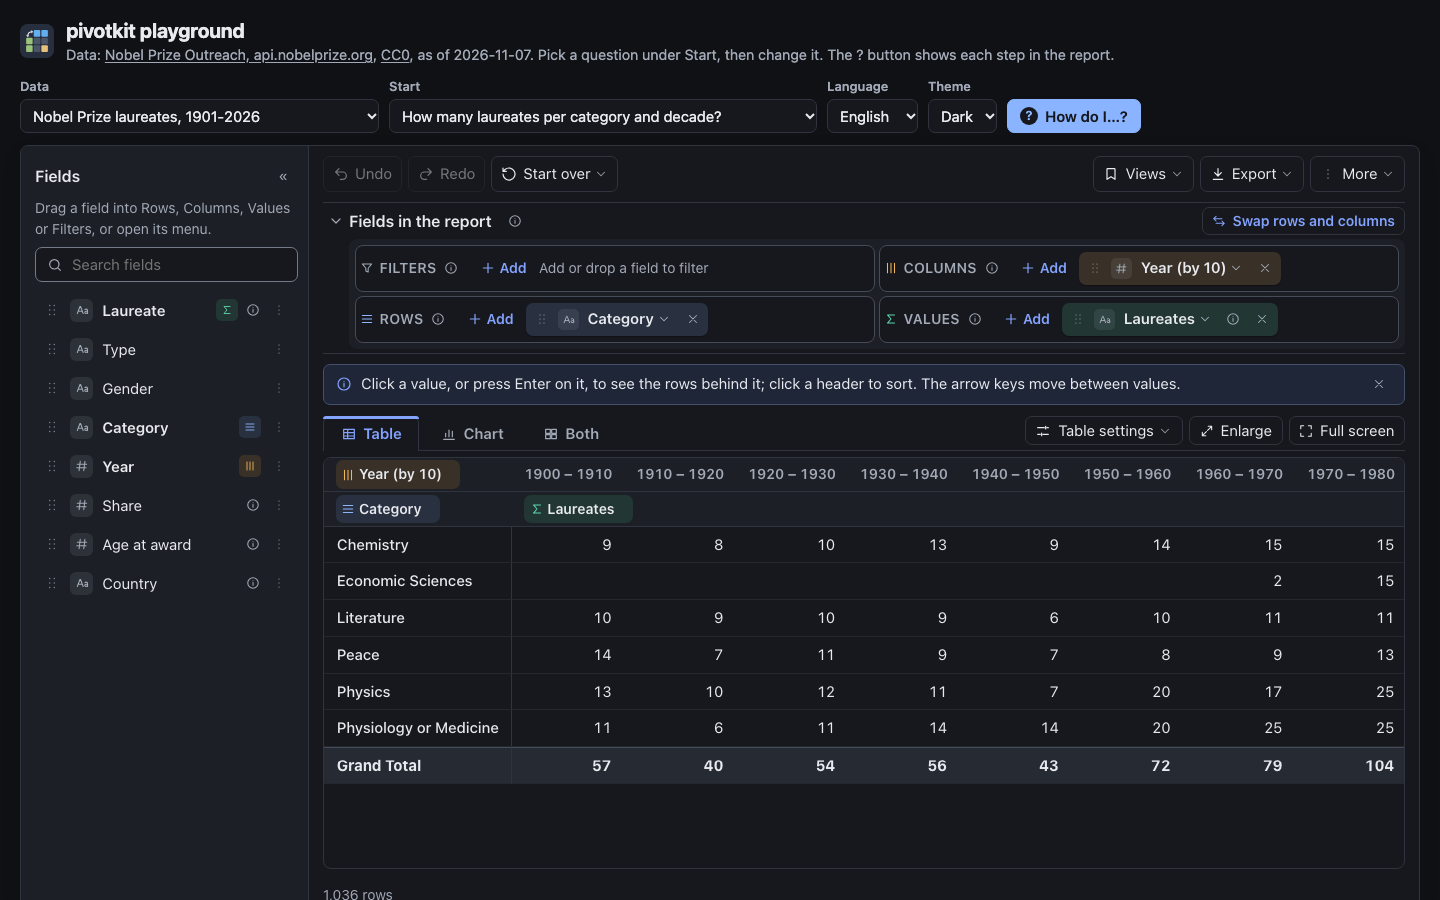 pivotkit playground
Data: Nobel Prize Outreach, api.nobelprize.org, CC0, as of 2026-11-07. Pick a question under Start, then change it. The ? button shows each step in the report.
Data Start Language Theme
Nobel Prize laureates, 1901-2026 How many laureates per category and decade? English Dark ? How do I...?
Fields «
Drag a field into Rows, Columns, Values
or Filters, or open its menu.
Search fields
Aa Laureate Σ
Aa Type
Aa Gender
Aa Category
# Year
# Share
# Age at award
Aa Country
Undo Redo Start over Views Export More
Fields in the report Swap rows and columns
FILTERS + Add Add or drop a field to filter
COLUMNS + Add # Year (by 10)
ROWS + Add Aa Category
Σ VALUES + Add Aa Laureates
Click a value, or press Enter on it, to see the rows behind it; click a header to sort. The arrow keys move between values.
Table Chart Both Table settings Enlarge Full screen
Year (by 10) 1900 – 1910 1910 – 1920 1920 – 1930 1930 – 1940 1940 – 1950 1950 – 1960 1960 – 1970 1970 – 1980
Category Σ Laureates
Chemistry 9 8 10 13 9 14 15 15
Economic Sciences 2 15
Literature 10 9 10 9 6 10 11 11
Peace 14 7 11 9 7 8 9 13
Physics 13 10 12 11 7 20 17 25
Physiology or Medicine 11 6 11 14 14 20 25 25
Grand Total 57 40 54 56 43 72 79 104
1,036 rows